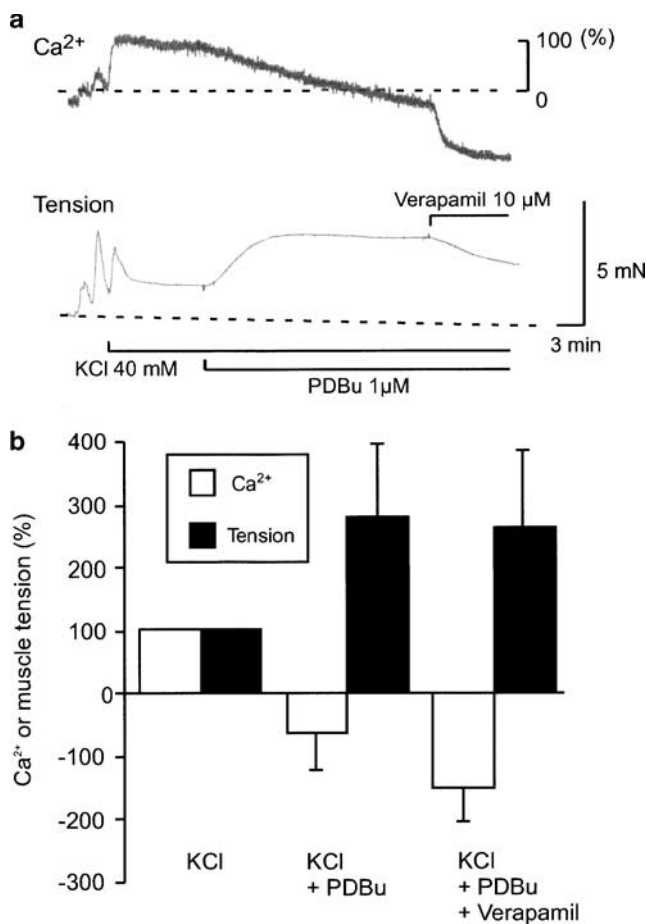 a
Ca²⁺
100 (%)
0
Tension
Verapamil 10 µM
5 mN
3 min
KCl 40 mM
PDBu 1µM
b
Ca²⁺ or muscle tension (%)
400
300
200
100
0
-100
-200
-300
Ca²⁺
Tension
KCl
KCl
+ PDBu
KCl
+ PDBu
+ Verapamil